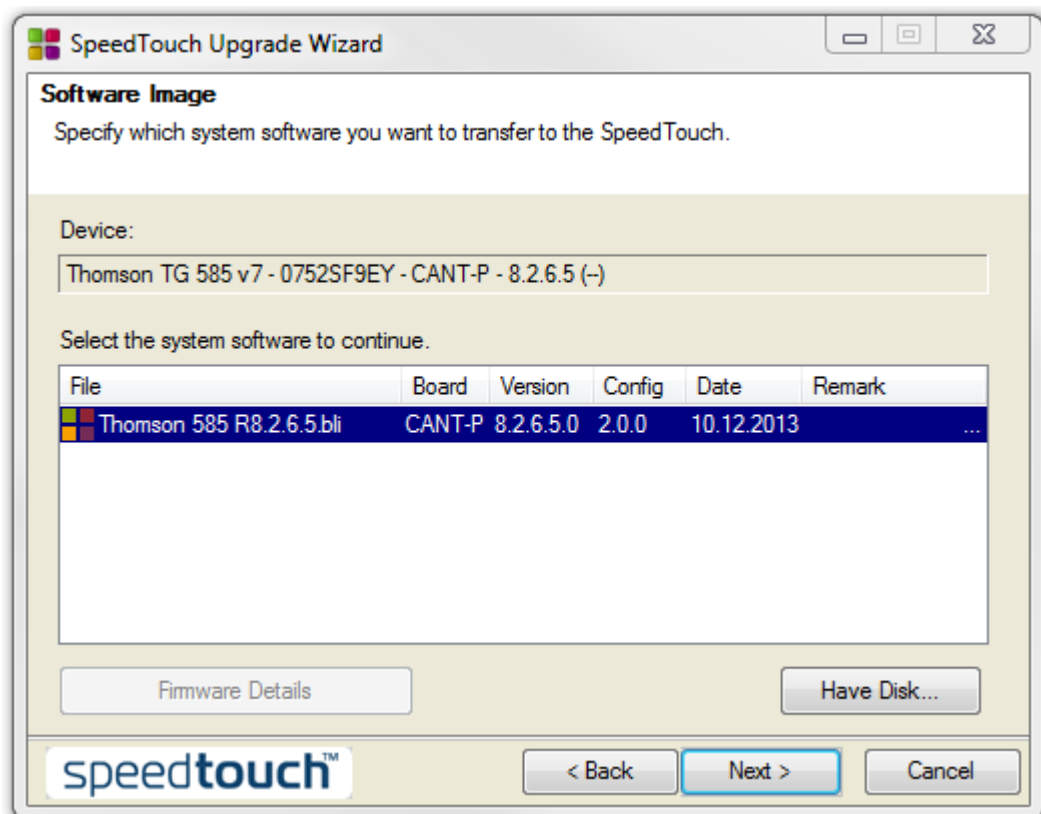 SpeedTouch Upgrade Wizard
Software Image
Specify which system software you want to transfer to the SpeedTouch.
Device:
Thomson TG 585 v7 - 0752SF9EY - CANT-P - 8.2.6.5 (--)
Select the system software to continue.
File Board Version Config Date Remark
Thomson 585 R8.2.6.5.bli CANT-P 8.2.6.5.0 2.0.0 10.12.2013 ...
Firmware Details Have Disk...
speedtouch™ < Back Next > Cancel